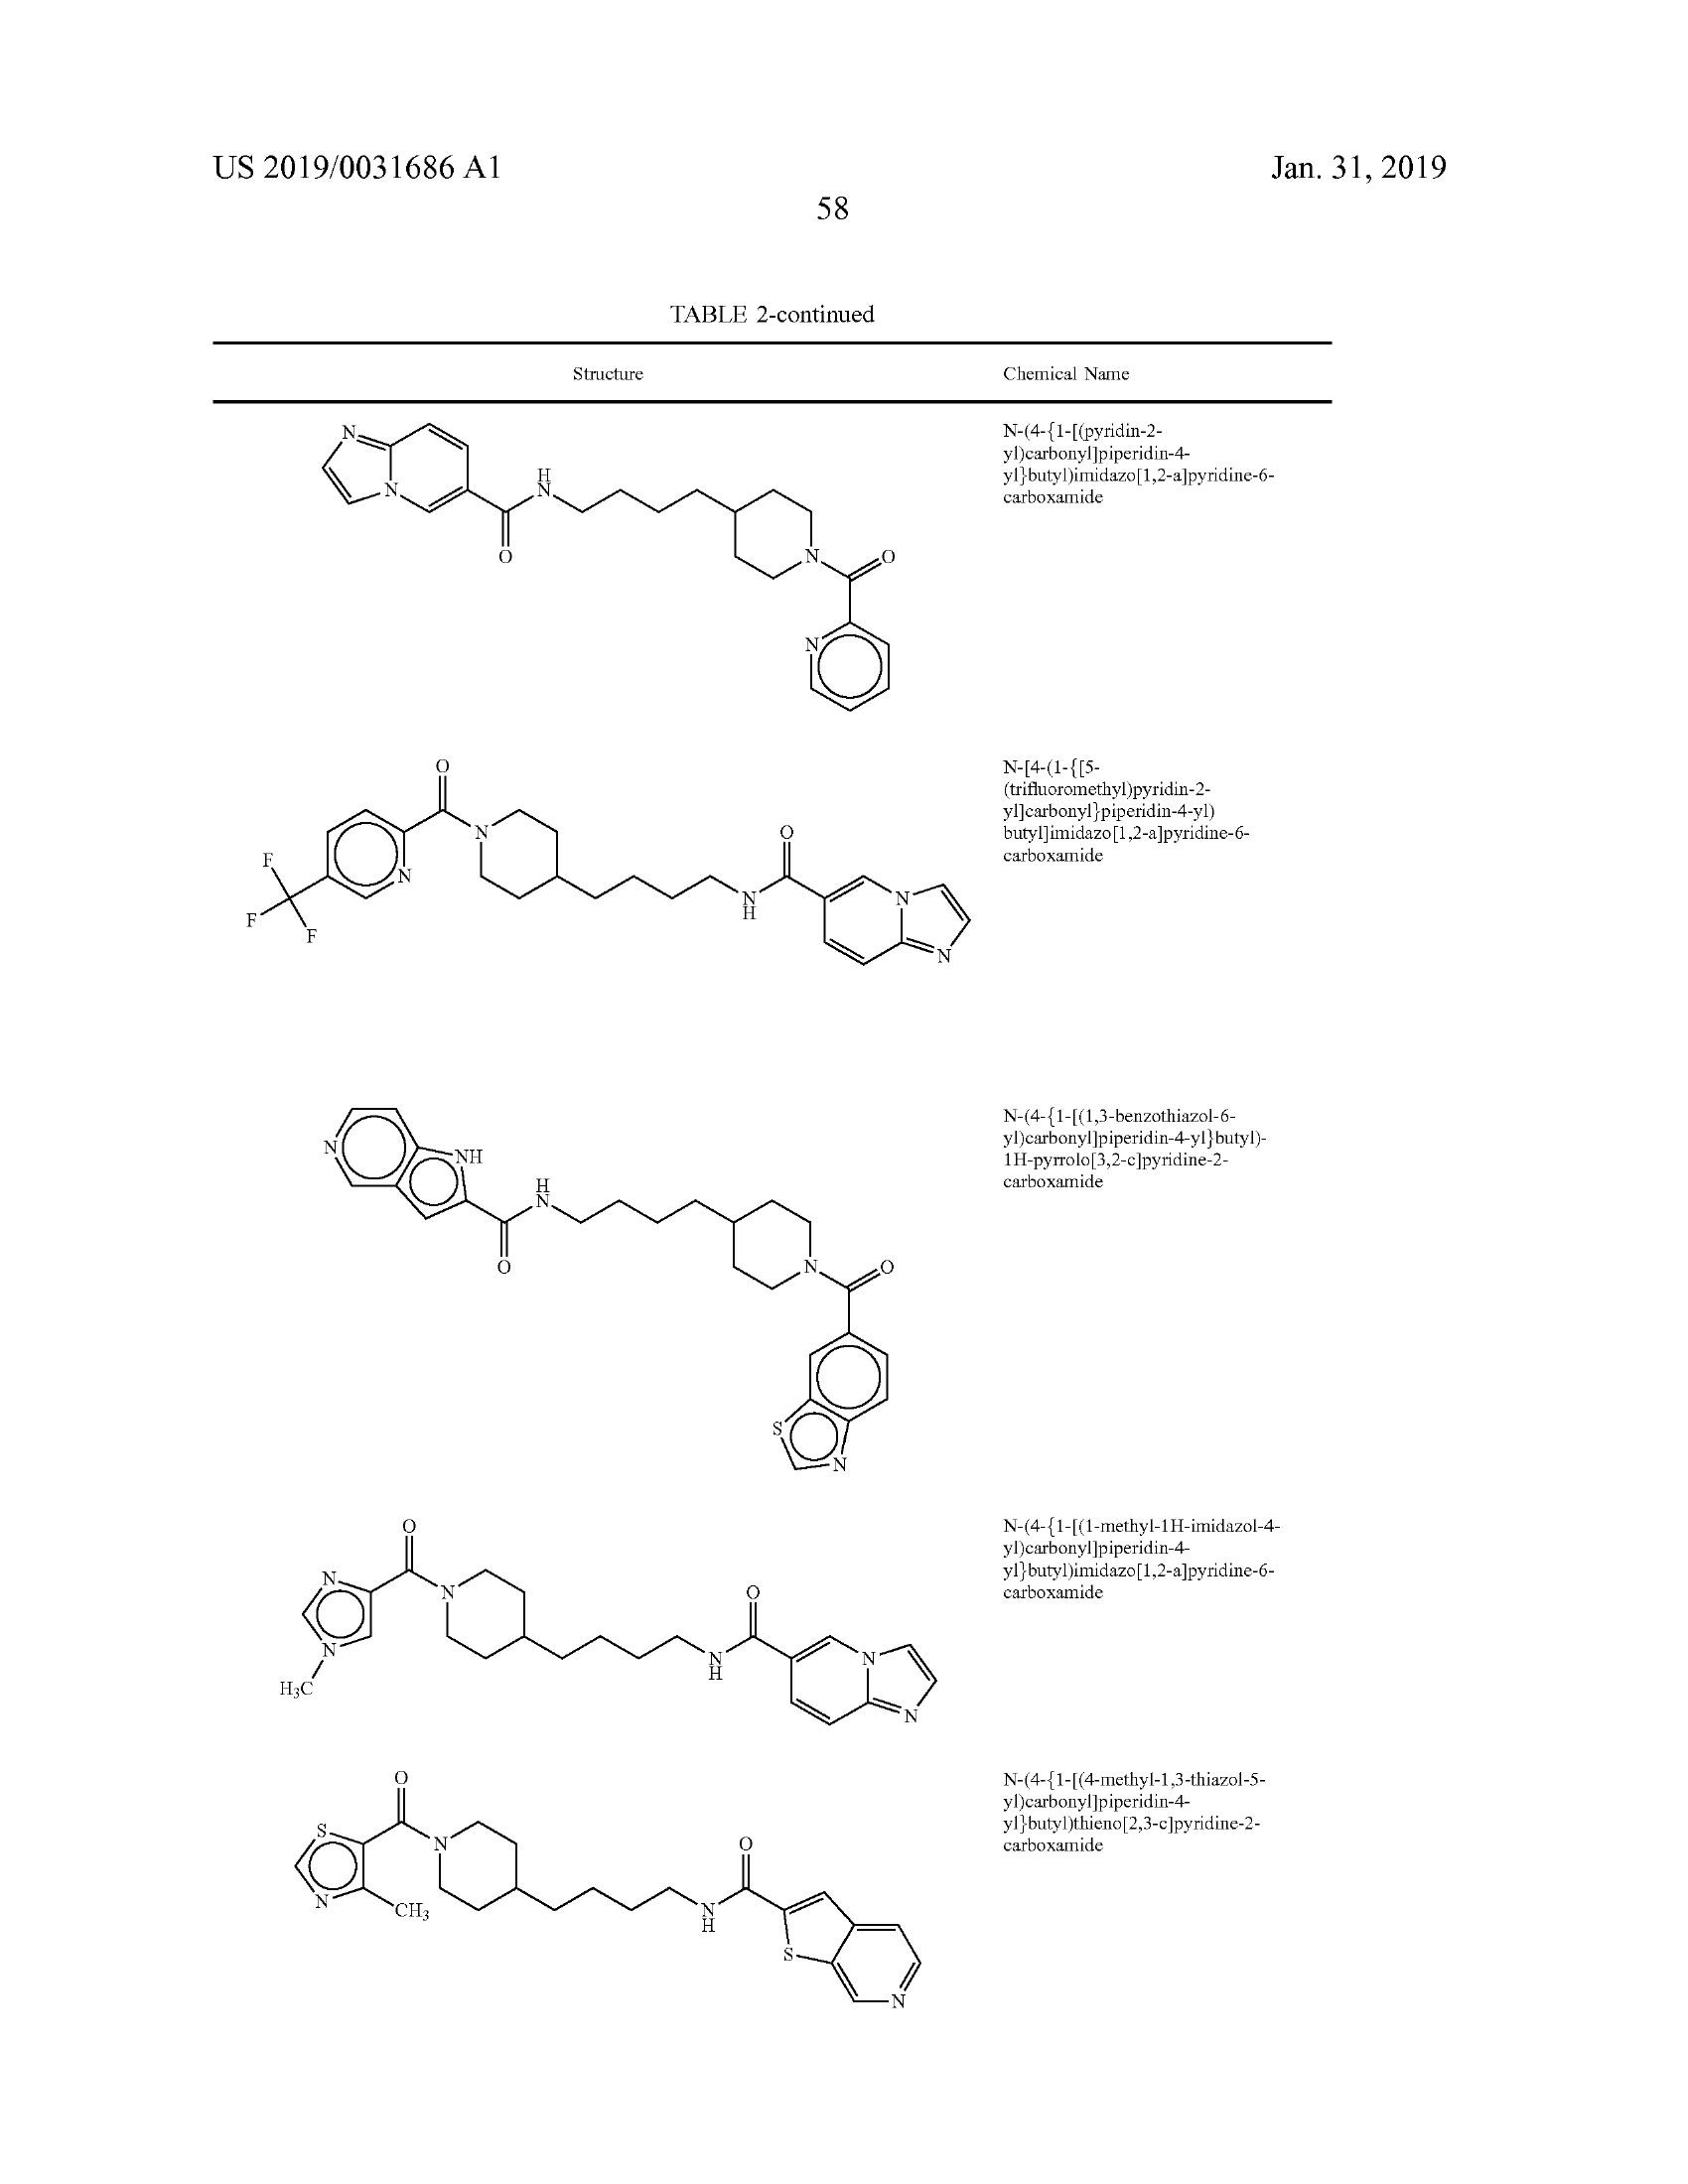 US 2019/0031686 A1
Jan. 31, 2019
58
TABLE 2-continued
Structure
Chemical Name
N
N
H
N
O
N
O
N
N-(4-{1-[(pyridin-2-
yl)carbonyl]piperidin-4-
yl}butyl)imidazo[1,2-a]pyridine-6-
carboxamide
O
N
N
F
F
F
O
N
H
N
N
N-[4-(1-{[5-
(trifluoromethyl)pyridin-2-
yl]carbonyl}piperidin-4-yl)
butyl]imidazo[1,2-a]pyridine-6-
carboxamide
N
NH
H
N
O
N
O
S
N
N-(4-{1-[(1,3-benzothiazol-6-
yl)carbonyl]piperidin-4-yl}butyl)-
1H-pyrrolo[3,2-c]pyridine-2-
carboxamide
O
N
N
N
H3C
O
N
H
N
N
N-(4-{1-[(1-methyl-1H-imidazol-4-
yl)carbonyl]piperidin-4-
yl}butyl)imidazo[1,2-a]pyridine-6-
carboxamide
O
S
N
N
CH3
O
N
H
S
N
N-(4-{1-[(4-methyl-1,3-thiazol-5-
yl)carbonyl]piperidin-4-
yl}butyl)thieno[2,3-c]pyridine-2-
carboxamide